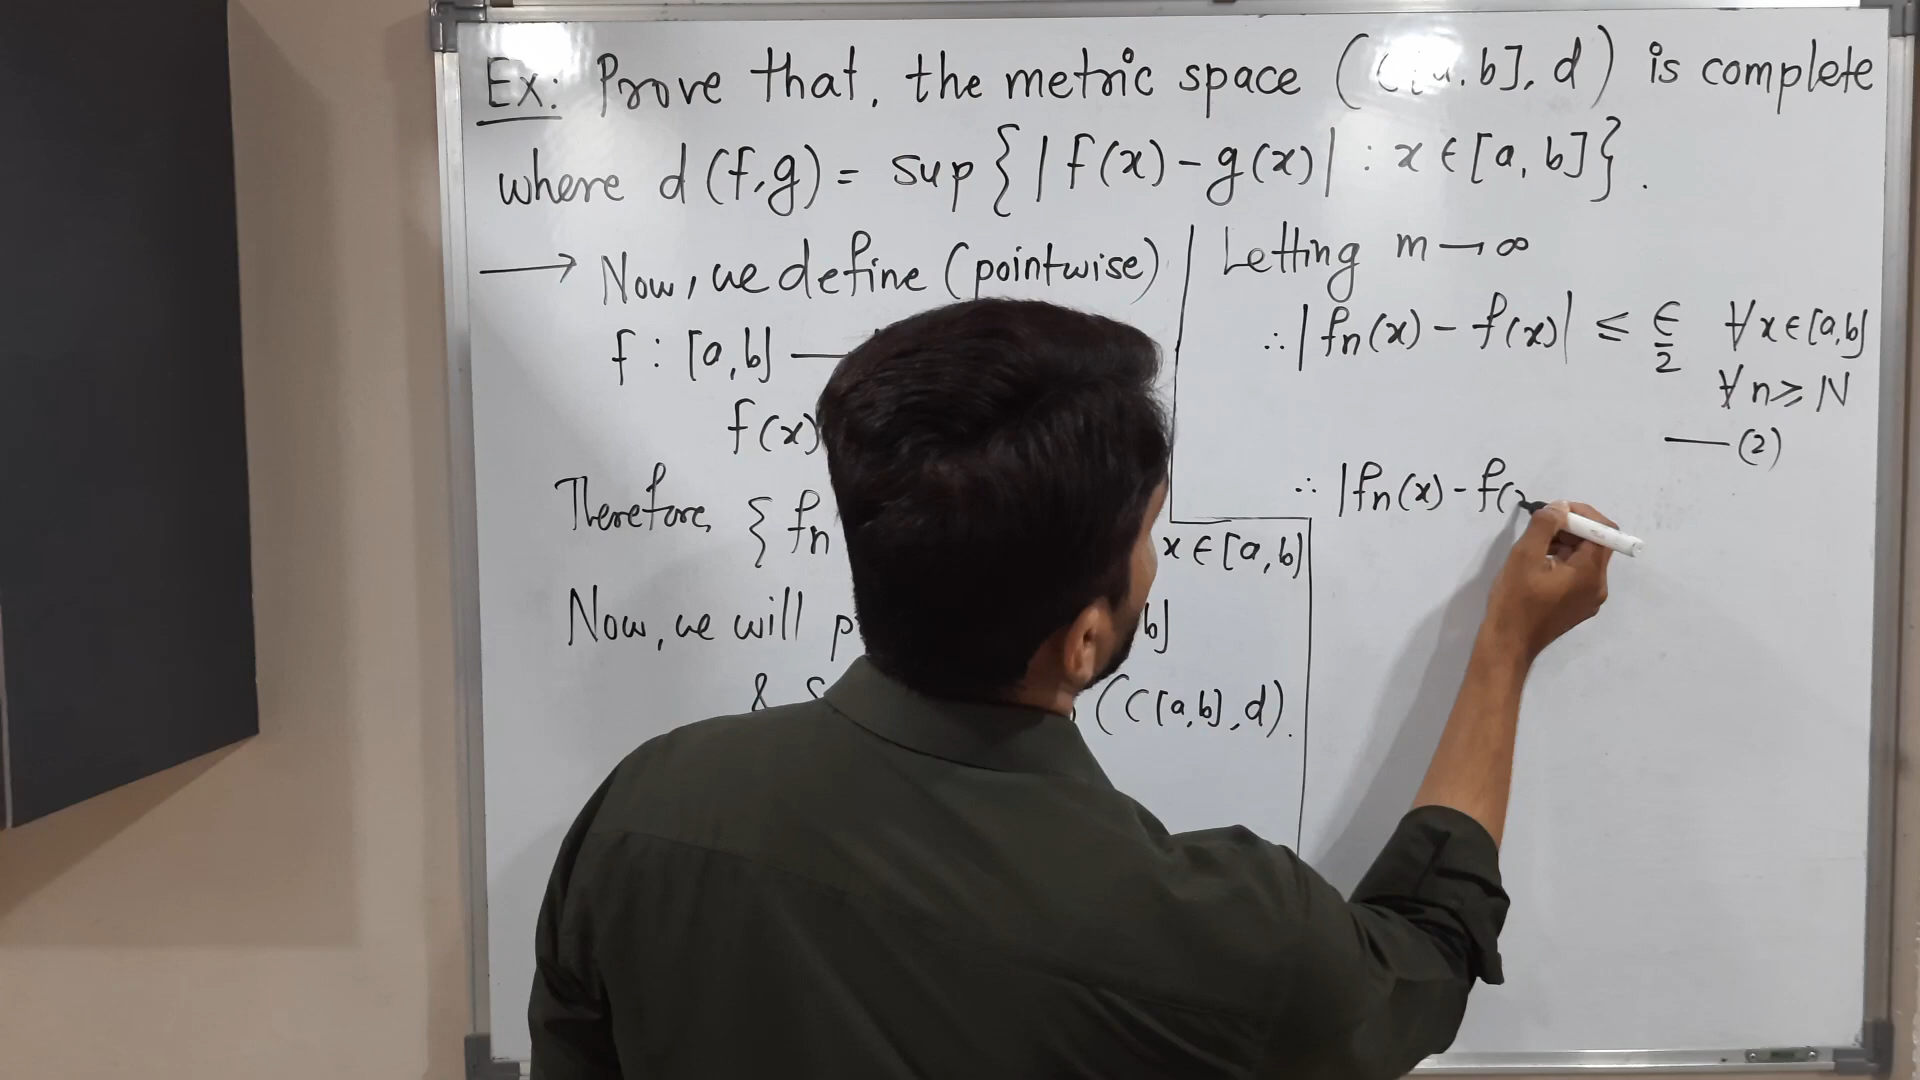 Ex: Prove that, the metric space (C[a,b], d) is complete
where d(f,g) = sup{|f(x)-g(x)| : x ∈ [a,b]}.
→ Now, we define (pointwise)
f : [a,b] —
f(x)
Therefore, { fn x ∈ [a,b]
Now, we will b]
& (C[a,b],d).
Letting m → ∞
∴ |fn(x) - f(x)| ≤ ϵ/2 ∀x∈[a,b]
∀n≥N
— (2)
∴ |fn(x) - f(x